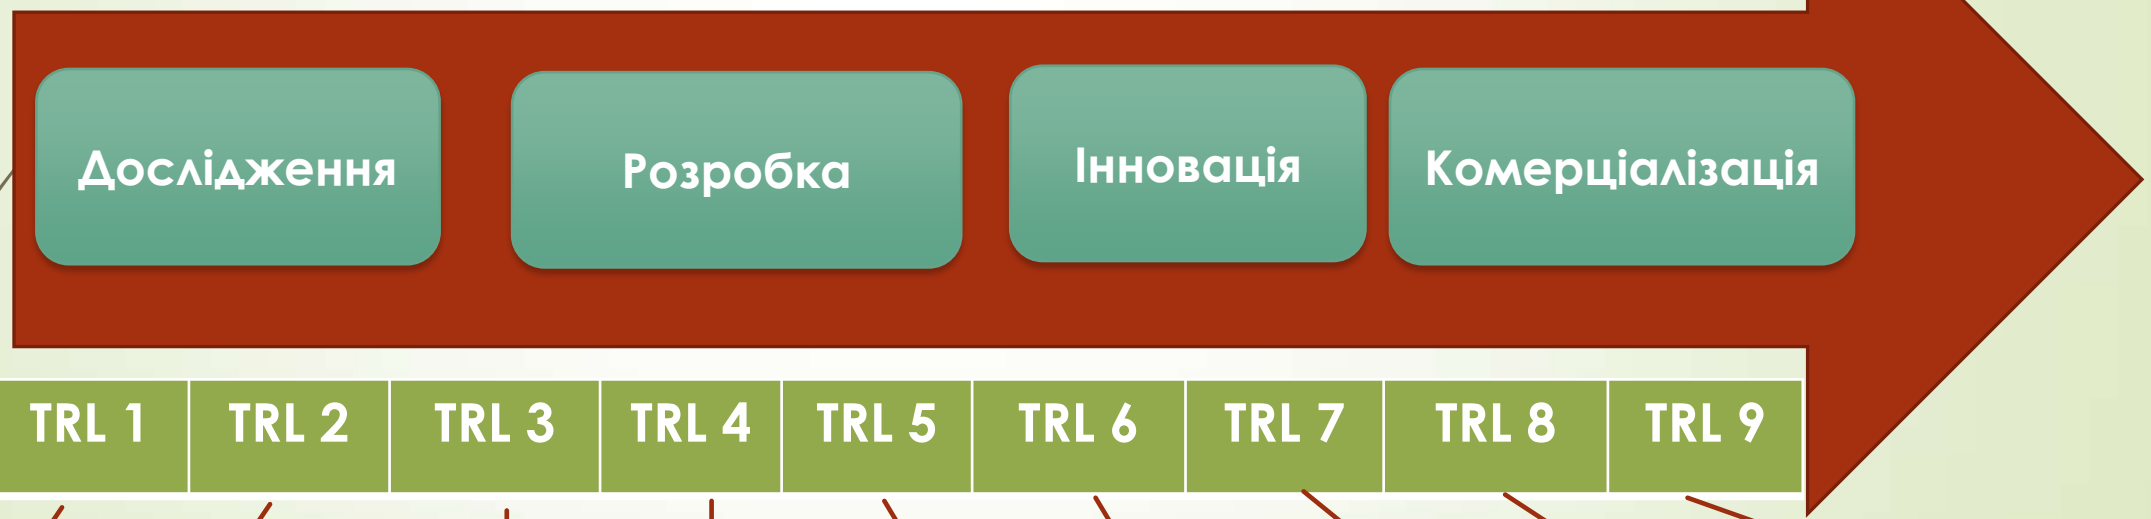 Дослідження
Розробка
Інновація
Комерціалізація
TRL 1 TRL 2 TRL 3 TRL 4 TRL 5 TRL 6 TRL 7 TRL 8 TRL 9